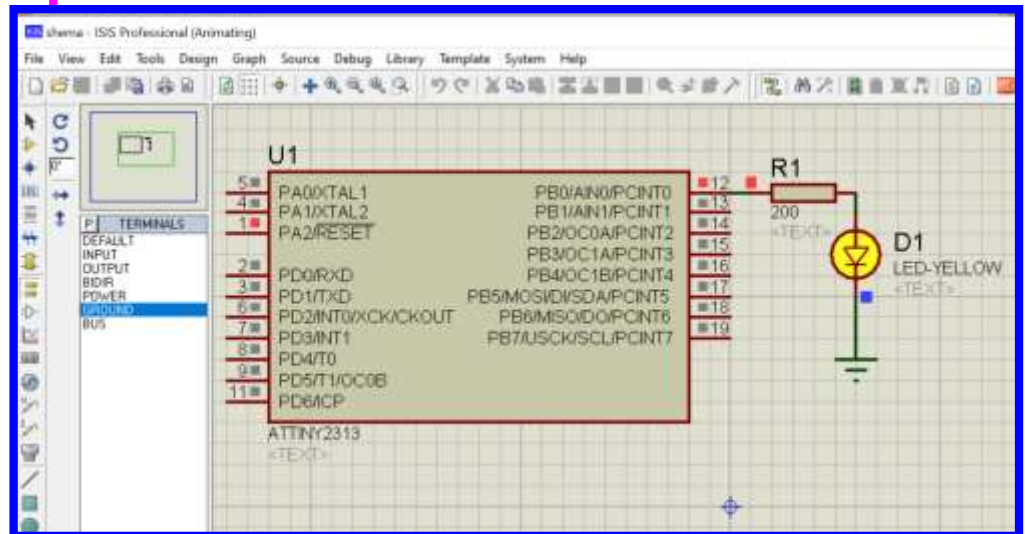 shema - ISIS Professional (Animating)
File View Edit Tools Design Graph Source Debug Library Template System Help
0°
P TERMINALS
DEFAULT
INPUT
OUTPUT
BIDIR
POWER
GROUND
BUS
U1
5 PA0/XTAL1
4 PA1/XTAL2
1 PA2/RESET
2 PD0/RXD
3 PD1/TXD
6 PD2/INT0/XCK/CKOUT
7 PD3/INT1
8 PD4/T0
9 PD5/T1/OC0B
11 PD6/ICP
PB0/AIN0/PCINT0 12
PB1/AIN1/PCINT1 13
PB2/OC0A/PCINT2 14
PB3/OC1A/PCINT3 15
PB4/OC1B/PCINT4 16
PB5/MOSI/DI/SDA/PCINT5 17
PB6/MISO/DO/PCINT6 18
PB7/USCK/SCL/PCINT7 19
ATTINY2313
<TEXT>
R1
200
<TEXT>
D1
LED-YELLOW
<TEXT>